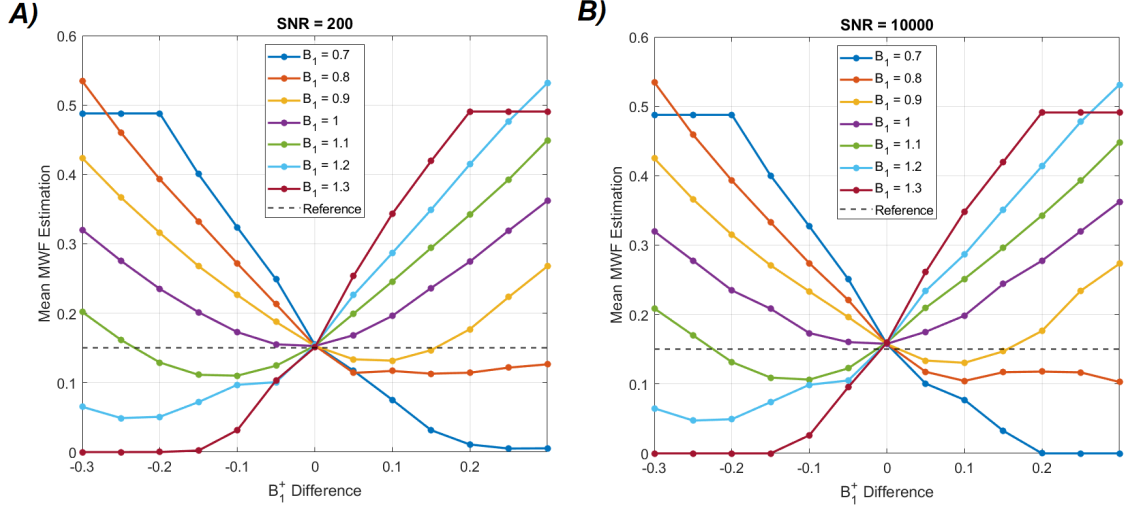 A)
SNR = 200
0.6
0.5
0.4
0.3
0.2
0.1
0
Mean MWF Estimation
B₁ = 0.7
B₁ = 0.8
B₁ = 0.9
B₁ = 1
B₁ = 1.1
B₁ = 1.2
B₁ = 1.3
Reference
-0.3 -0.2 -0.1 0 0.1 0.2
B₁⁺ Difference
B)
SNR = 10000
0.6
0.5
0.4
0.3
0.2
0.1
0
Mean MWF Estimation
B₁ = 0.7
B₁ = 0.8
B₁ = 0.9
B₁ = 1
B₁ = 1.1
B₁ = 1.2
B₁ = 1.3
Reference
-0.3 -0.2 -0.1 0 0.1 0.2
B₁⁺ Difference